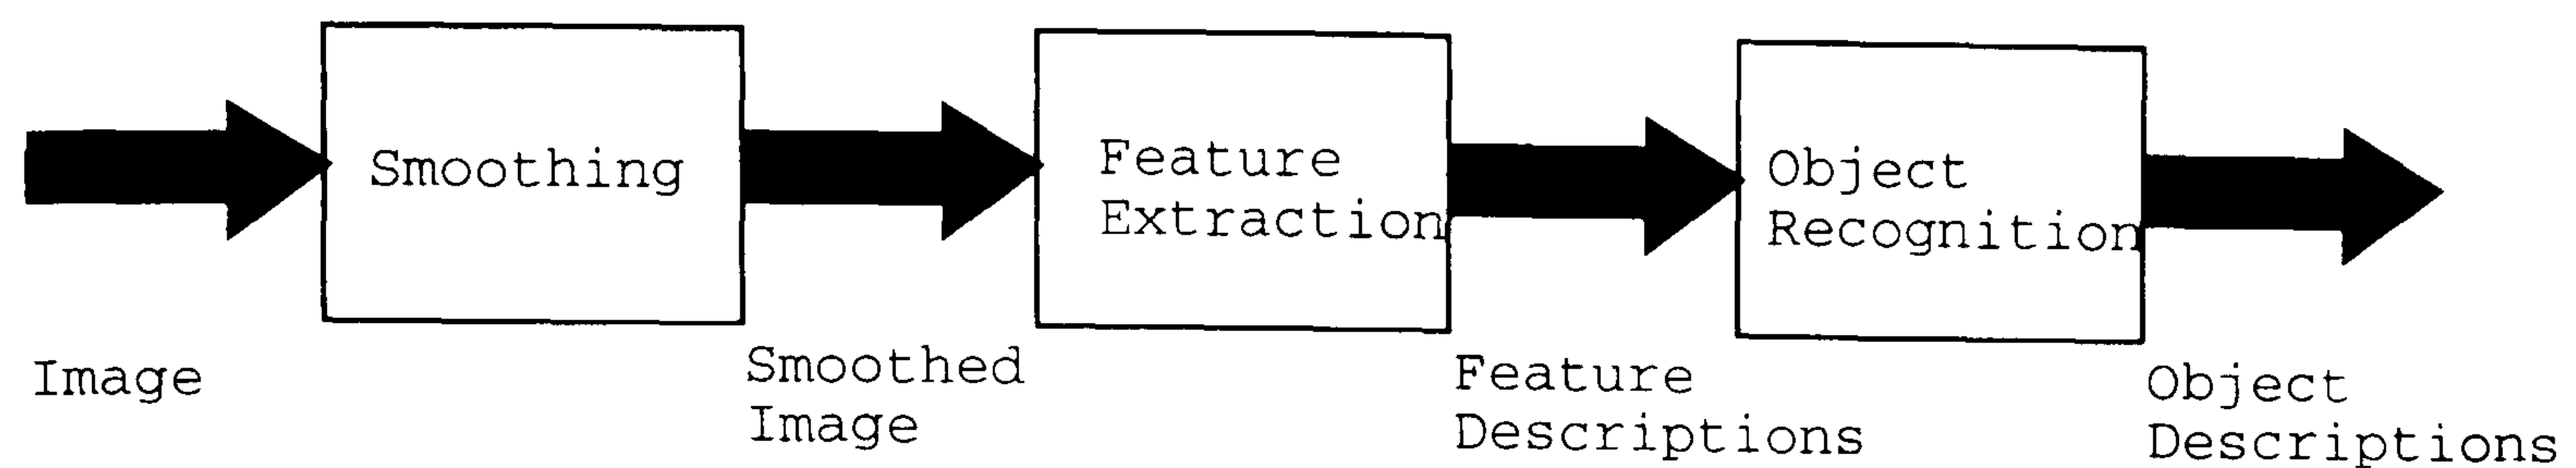 Smoothing
Feature
Extraction
Object
Recognition
Image
Smoothed
Image
Feature
Descriptions
Object
Descriptions